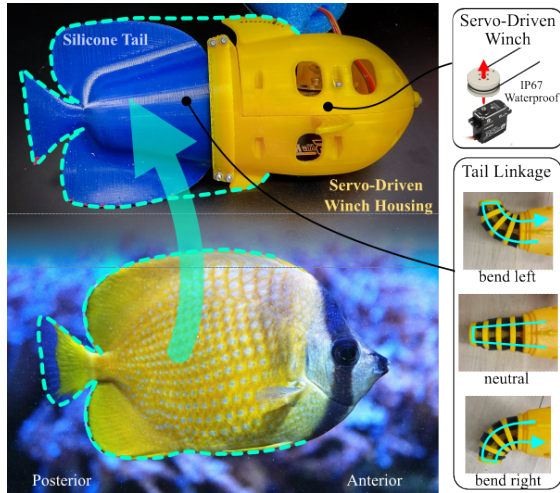 Silicone Tail
Servo-Driven
Winch Housing
Posterior
Anterior
Servo-Driven
Winch
IP67
Waterproof
Tail Linkage
bend left
neutral
bend right